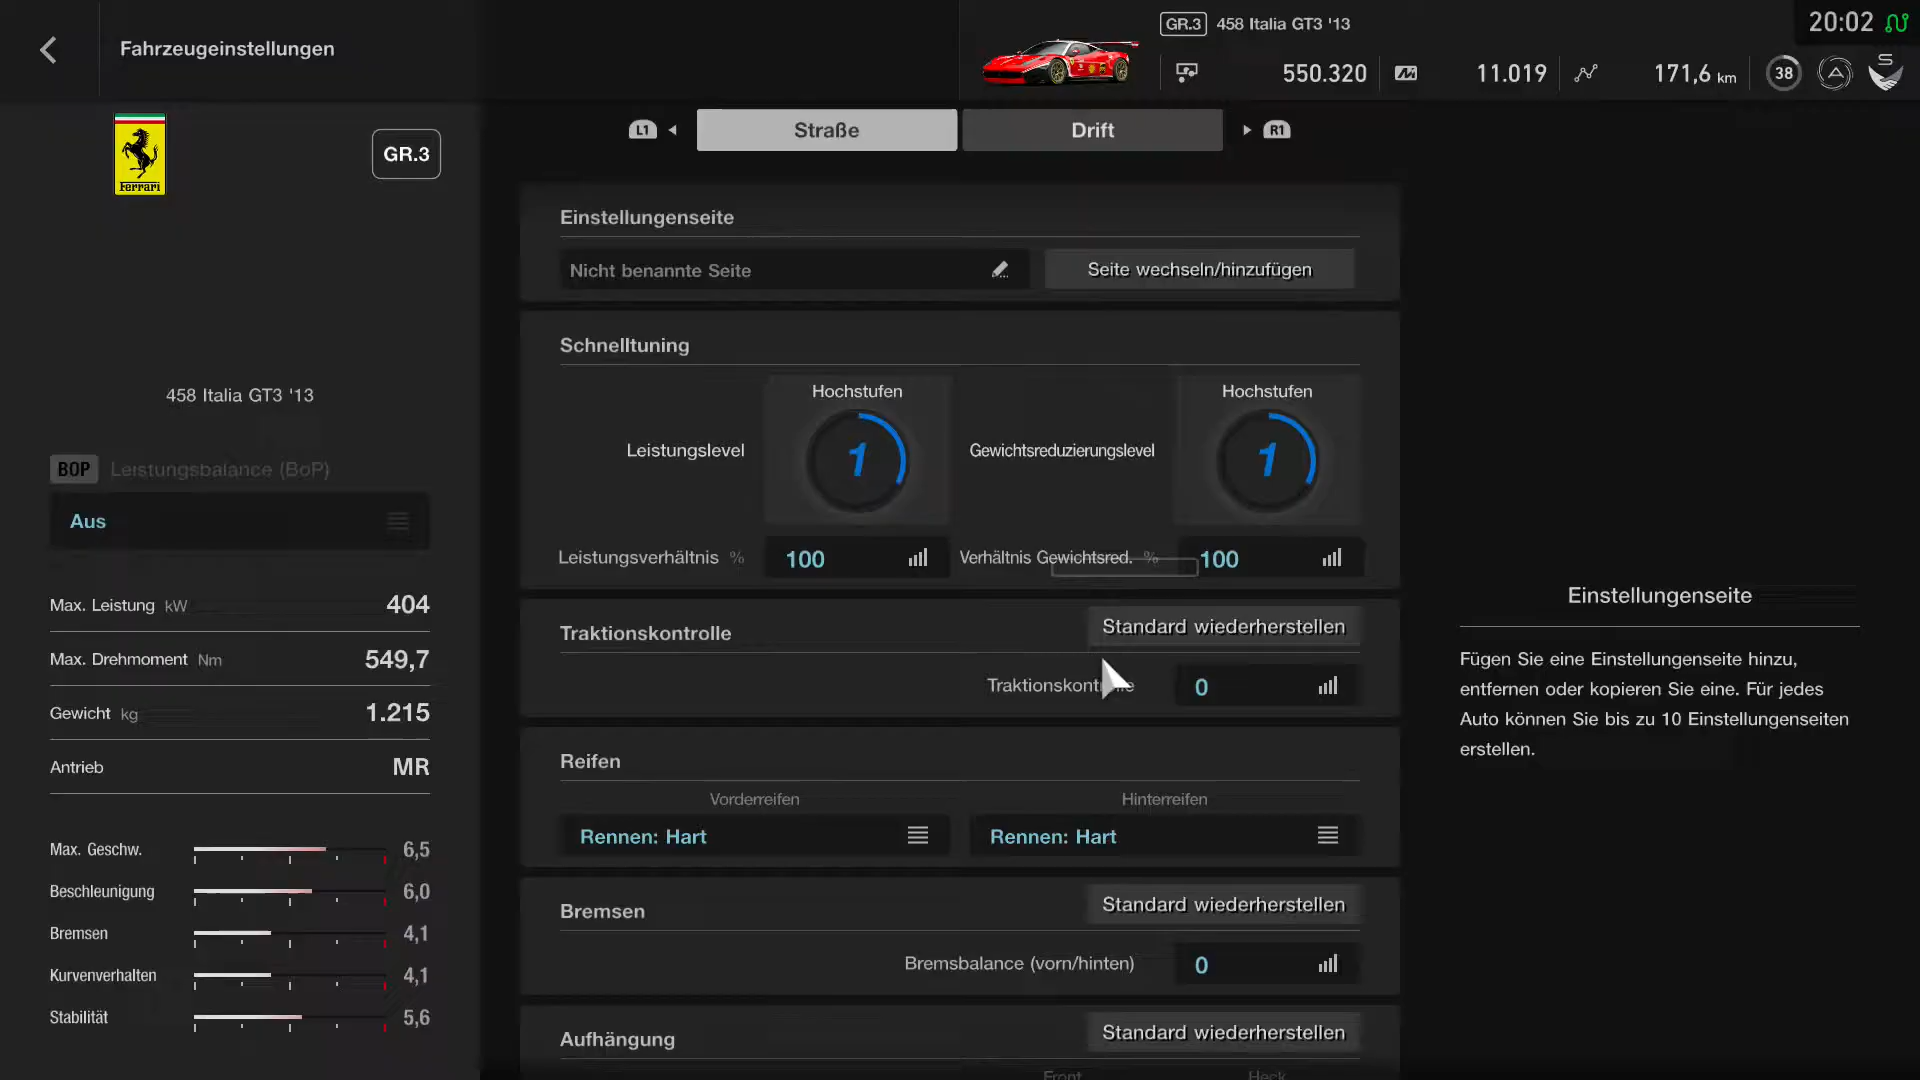 Fahrzeugeinstellungen
GR.3 458 Italia GT3 '13
20:02
550.320
11.019
171,6 km
38
S
Ferrari
GR.3
458 Italia GT3 '13
BOP Leistungsbalance (BoP)
Aus
Max. Leistung kW 404
Max. Drehmoment Nm 549,7
Gewicht kg 1.215
Antrieb MR
Max. Geschw. 6,5
Beschleunigung 6,0
Bremsen 4,1
Kurvenverhalten 4,1
Stabilität 5,6
L1 Straße Drift R1
Einstellungenseite
Nicht benannte Seite
Seite wechseln/hinzufügen
Schnelltuning
Hochstufen Hochstufen
Leistungslevel 1 Gewichtsreduzierungslevel 1
Leistungsverhältnis % 100 Verhältnis Gewichtsred. % 100
Traktionskontrolle Standard wiederherstellen
Traktionskontrolle 0
Reifen
Vorderreifen Hinterreifen
Rennen: Hart Rennen: Hart
Bremsen Standard wiederherstellen
Bremsbalance (vorn/hinten) 0
Aufhängung Standard wiederherstellen
Front Heck
Einstellungenseite
Fügen Sie eine Einstellungenseite hinzu,
entfernen oder kopieren Sie eine. Für jedes
Auto können Sie bis zu 10 Einstellungenseiten
erstellen.